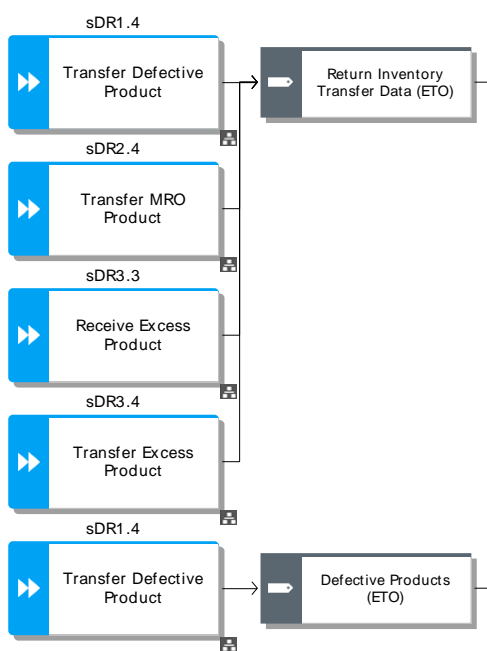 sDR1.4
Transfer Defective
Product
Return Inventory
Transfer Data (ETO)
sDR2.4
Transfer MRO
Product
sDR3.3
Receive Excess
Product
sDR3.4
Transfer Excess
Product
sDR1.4
Transfer Defective
Product
Defective Products
(ETO)